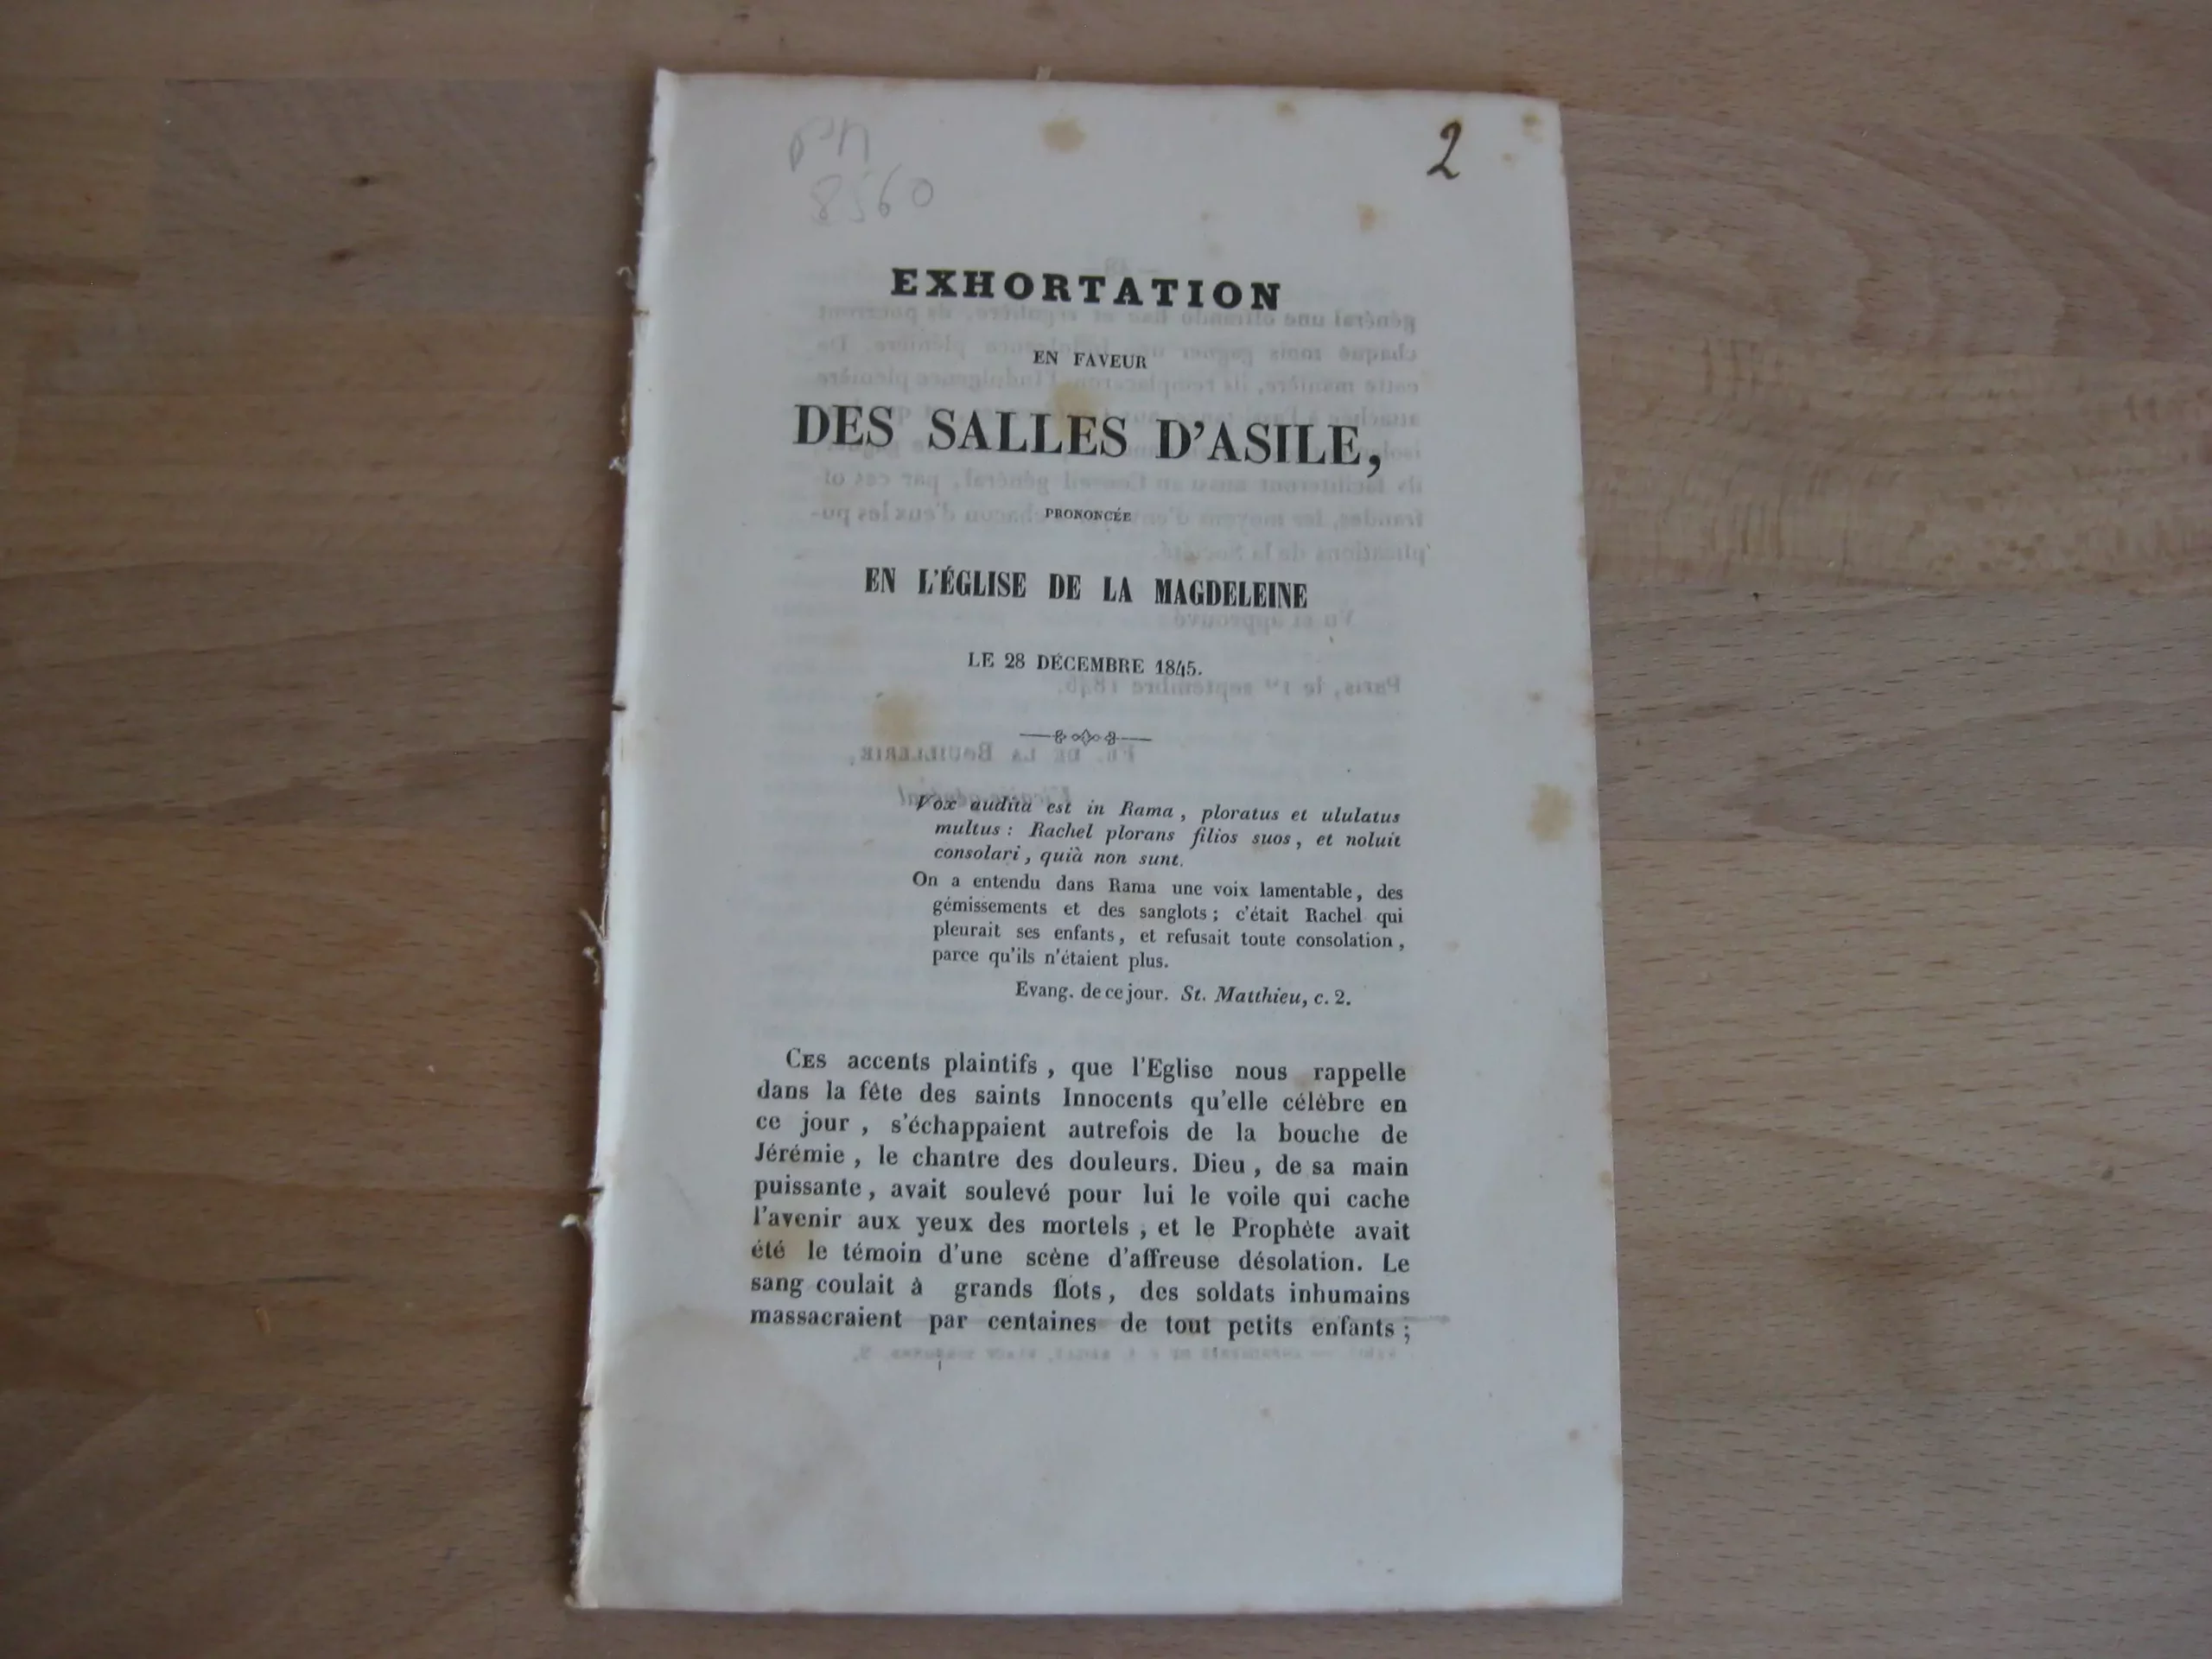 2
8560
EXHORTATION
EN FAVEUR
DES SALLES D'ASILE,
PRONONCÉE
EN L'ÉGLISE DE LA MAGDELEINE
LE 28 DÉCEMBRE 1845.
Vox audita est in Rama, ploratus et ululatus
multus : Rachel plorans filios suos, et noluit
consolari, quià non sunt.
On a entendu dans Rama une voix lamentable, des
gémissements et des sanglots ; c'était Rachel qui
pleurait ses enfants, et refusait toute consolation,
parce qu'ils n'étaient plus.
Evang. de ce jour. St. Matthieu, c. 2.
CES accents plaintifs, que l'Eglise nous rappelle
dans la fête des saints Innocents qu'elle célèbre en
ce jour, s'échappaient autrefois de la bouche de
Jérémie, le chantre des douleurs. Dieu, de sa main
puissante, avait soulevé pour lui le voile qui cache
l'avenir aux yeux des mortels, et le Prophète avait
été le témoin d'une scène d'affreuse désolation. Le
sang coulait à grands flots, des soldats inhumains
massacraient par centaines de tout petits enfants ;